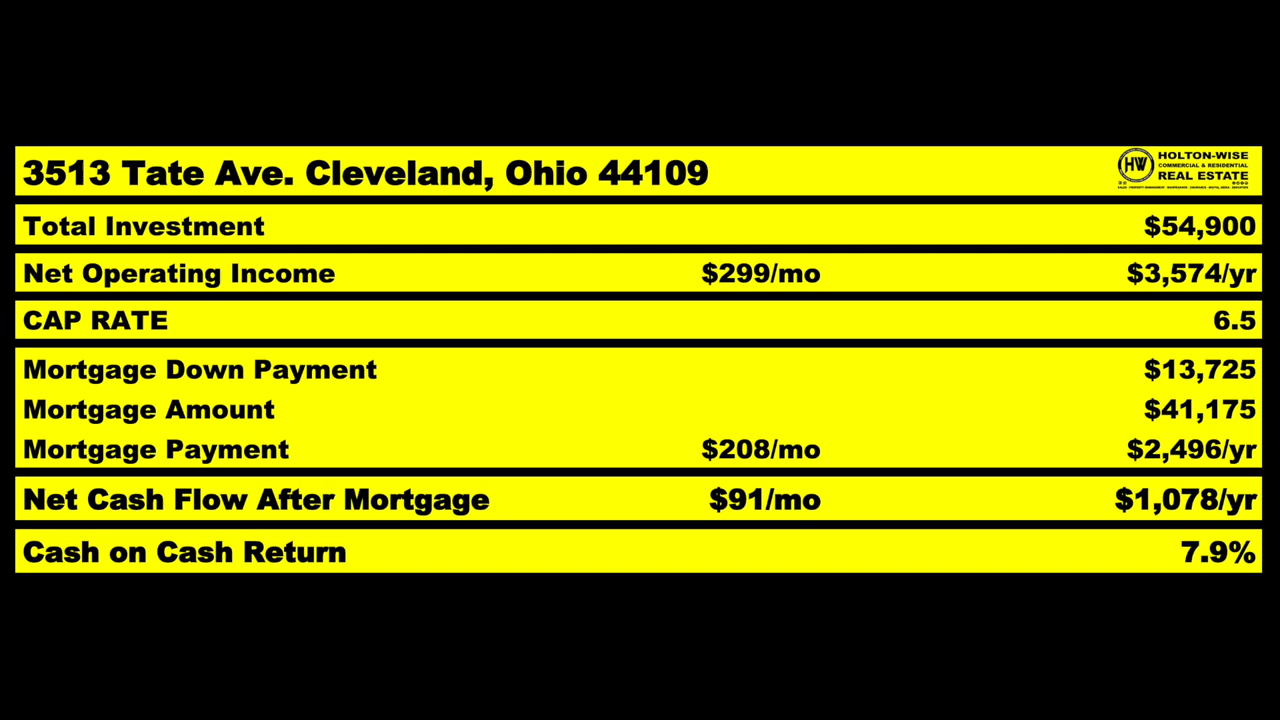 3513 Tate Ave. Cleveland, Ohio 44109
HW
HOLTON-WISE
COMMERCIAL & RESIDENTIAL
REAL ESTATE
Total Investment $54,900
Net Operating Income $299/mo $3,574/yr
CAP RATE 6.5
Mortgage Down Payment $13,725
Mortgage Amount $41,175
Mortgage Payment $208/mo $2,496/yr
Net Cash Flow After Mortgage $91/mo $1,078/yr
Cash on Cash Return 7.9%